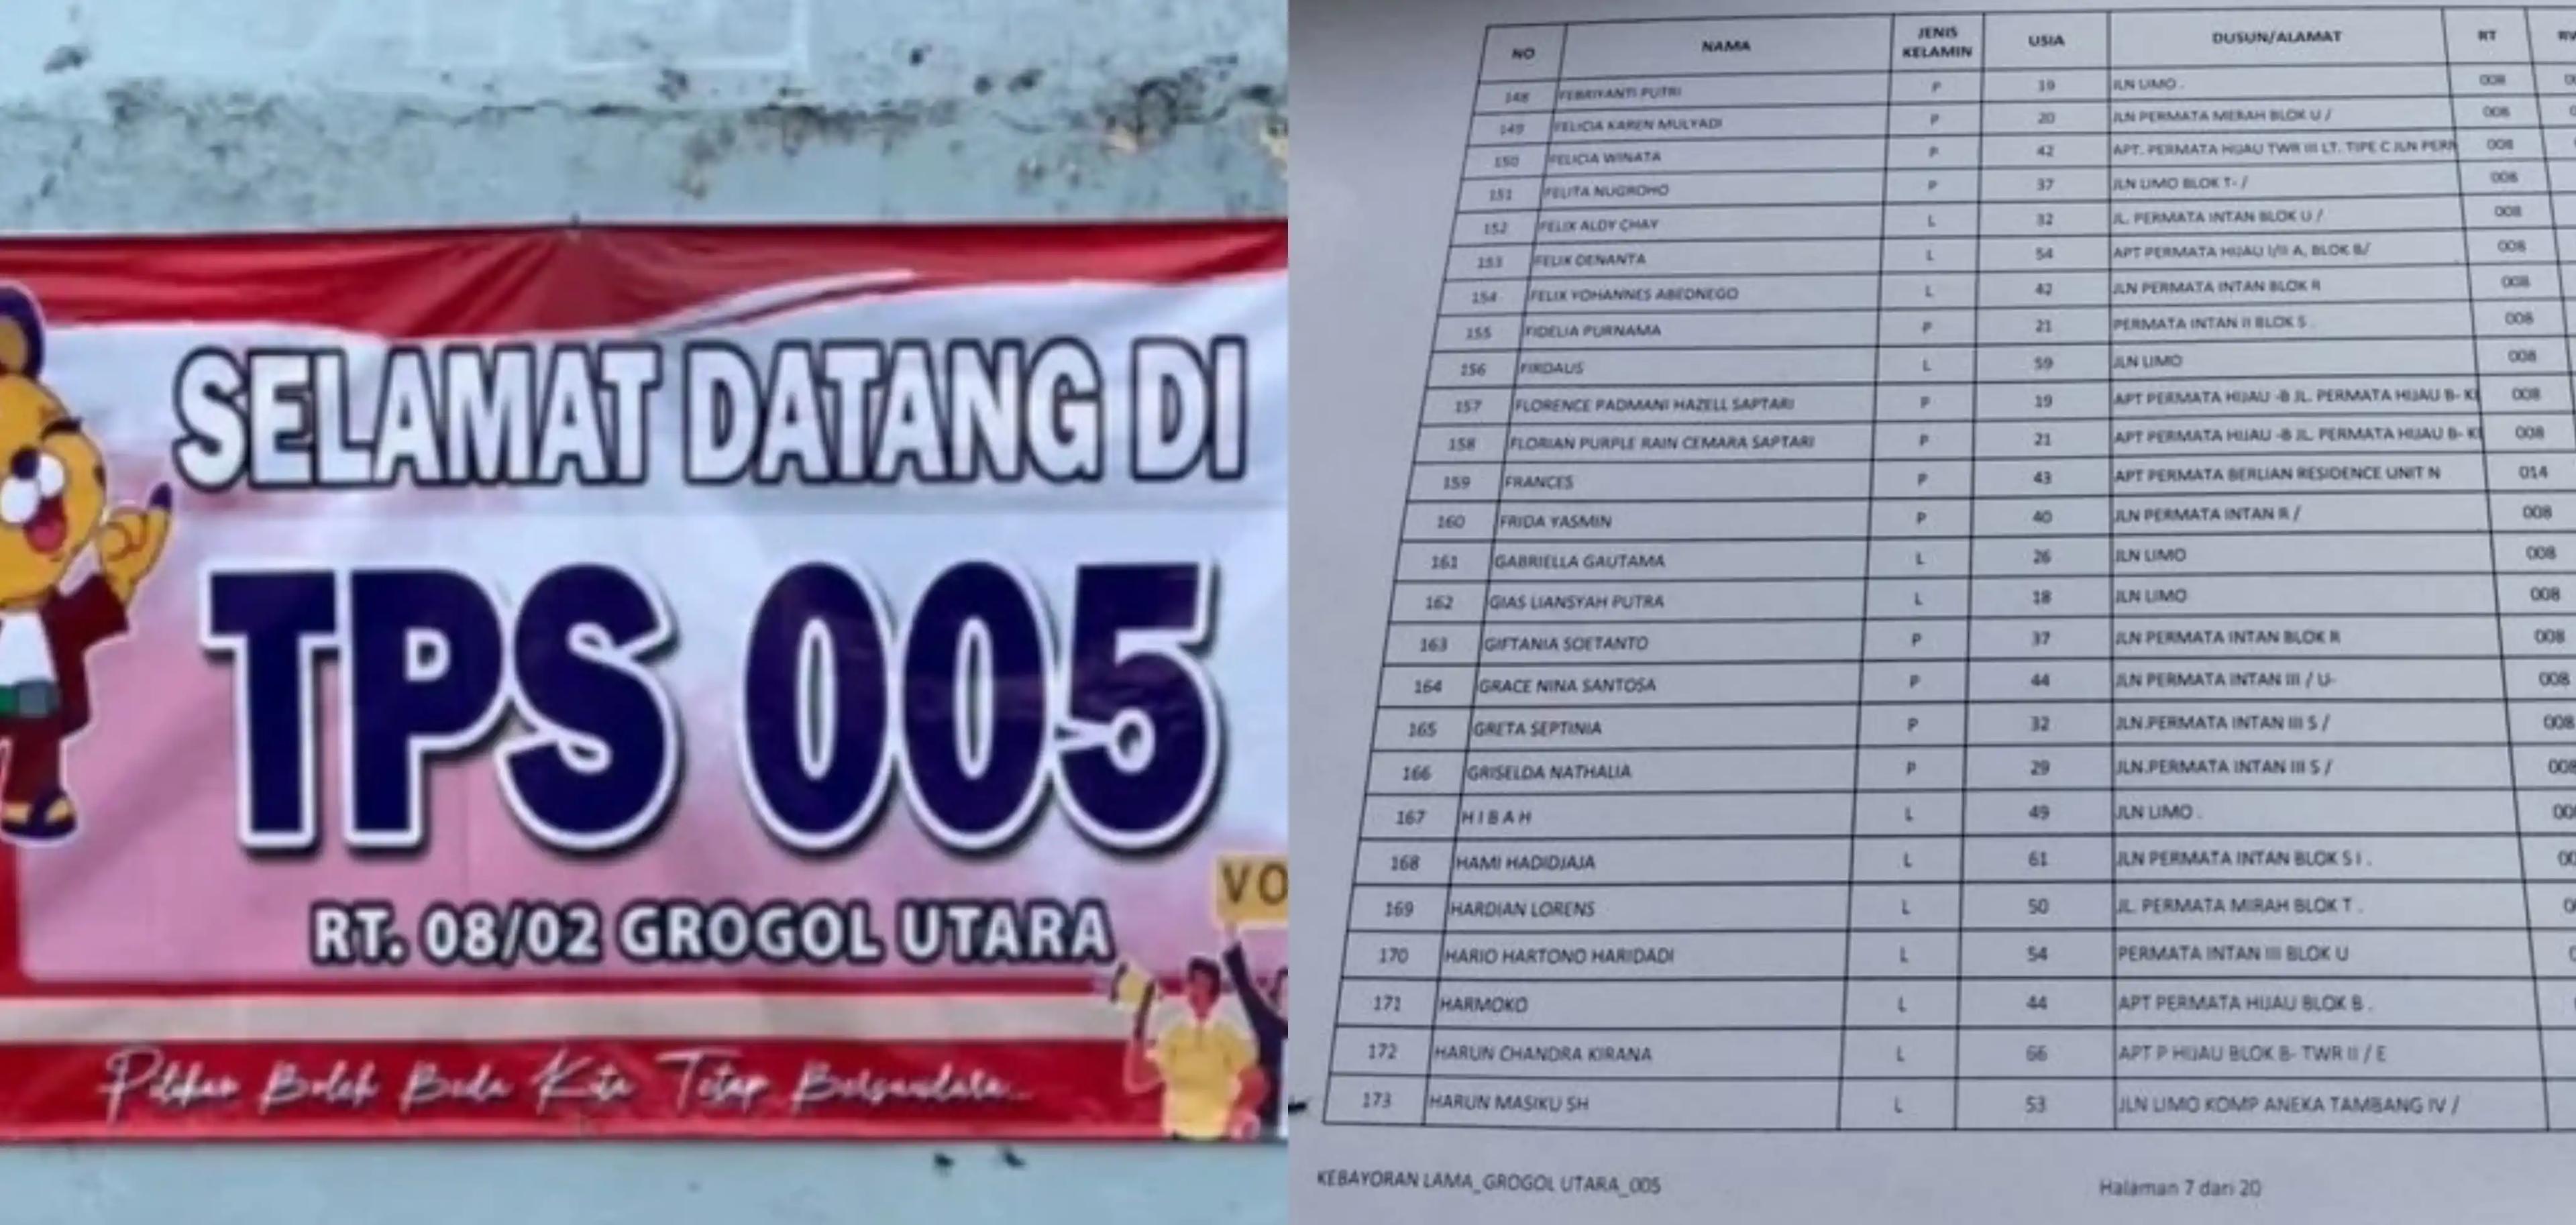 SELAMAT DATANG DI
TPS 005
RT. 08/02 GROGOL UTARA
VO
Pilihan Boleh Beda Kita Tetap Bersaudara...
NO NAMA JENIS KELAMIN USIA DUSUN/ALAMAT RT
148 FEBRIYANTI PUTRI P 19 JLN LIMO . 008
149 FELICIA KAREN MULYADI P 20 JLN PERMATA MERAH BLOK U / 008
150 FELICIA WINATA P 42 APT. PERMATA HIJAU TWR III LT. TIPE C JLN PERM 008
151 FELITA NUGROHO P 37 JLN LIMO BLOK T- / 008
152 FELIX ALDY CHAY L 32 JL. PERMATA INTAN BLOK U / 008
153 FELIX DENANTA L 54 APT PERMATA HIJAU I/II A, BLOK B/ 008
154 FELIX YOHANNES ABEDNEGO L 42 JLN PERMATA INTAN BLOK R 008
155 FIDELIA PURNAMA P 21 PERMATA INTAN II BLOK S . 008
156 FIRDAUS L 59 JLN LIMO 008
157 FLORENCE PADMANI HAZELL SAPTARI P 19 APT PERMATA HIJAU -B JL. PERMATA HIJAU B- 008
158 FLORIAN PURPLE RAIN CEMARA SAPTARI P 21 APT PERMATA HIJAU -B JL. PERMATA HIJAU B- 008
159 FRANCES P 43 APT PERMATA BERLIAN RESIDENCE UNIT N 014
160 FRIDA YASMIN P 40 JLN PERMATA INTAN R / 008
161 GABRIELLA GAUTAMA L 26 JLN LIMO 008
162 GIAS LIANSYAH PUTRA L 18 JLN LIMO 008
163 GIFTANIA SOETANTO P 37 JLN PERMATA INTAN BLOK R 008
164 GRACE NINA SANTOSA P 44 JLN PERMATA INTAN III / U- 008
165 GRETA SEPTINIA P 32 JLN.PERMATA INTAN III S / 008
166 GRISELDA NATHALIA P 29 JLN.PERMATA INTAN III S / 008
167 H I B A H L 49 JLN LIMO . 00
168 HAMI HADIDJAJA L 61 JLN PERMATA INTAN BLOK S I . 00
169 HARDIAN LORENS L 50 JL. PERMATA MIRAH BLOK T . 0
170 HARIO HARTONO HARIDADI L 54 PERMATA INTAN III BLOK U
171 HARMOKO L 44 APT PERMATA HIJAU BLOK B .
172 HARUN CHANDRA KIRANA L 66 APT P HIJAU BLOK B- TWR II / E
173 HARUN MASIKU SH L 53 JLN LIMO KOMP ANEKA TAMBANG IV /
KEBAYORAN LAMA_GROGOL UTARA_005 Halaman 7 dari 20